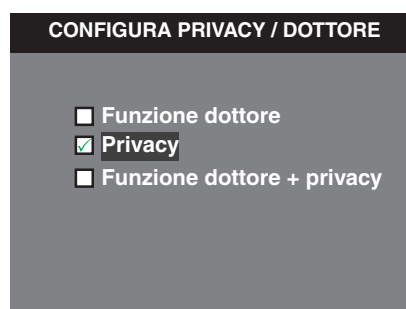 CONFIGURA PRIVACY / DOTTORE
Funzione dottore
Privacy
Funzione dottore + privacy